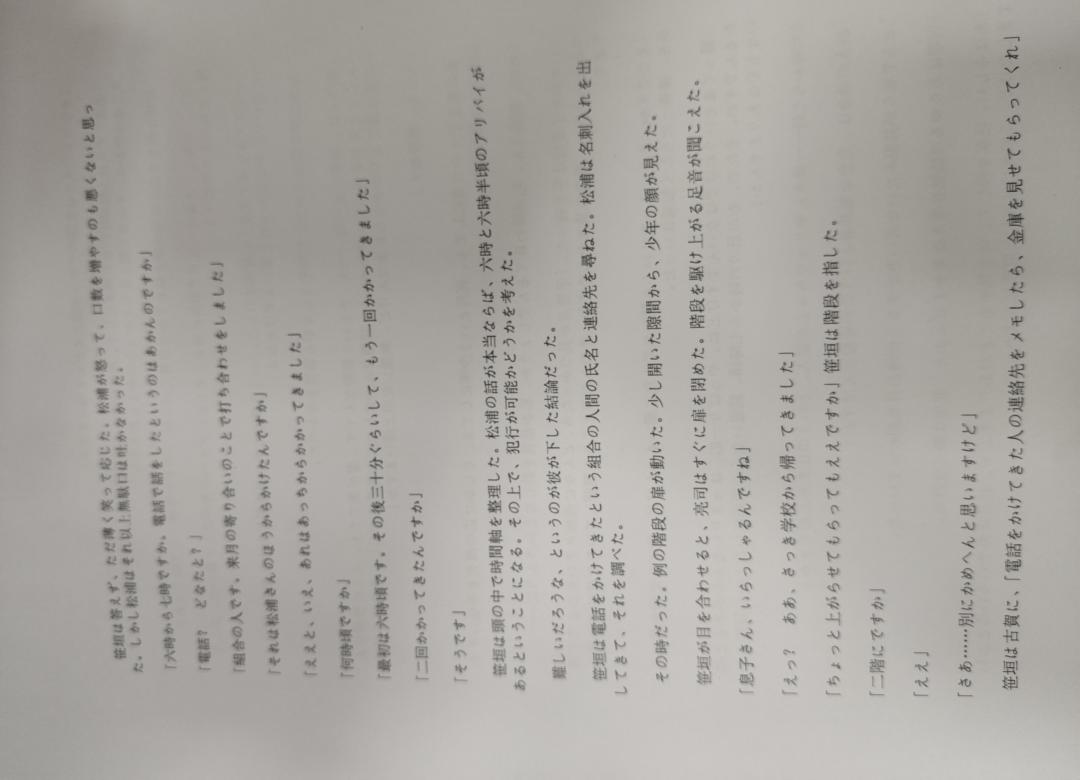 笹垣は答えず、ただ薄く笑って応じた。松浦が怒って、口数を増やすのも悪くないと思っ
た。しかし松浦はそれ以上無駄口は吐かなかった。
「六時から七時ですか。電話で話をしたというのはあかんのですか」
「電話？　どなたと？」
「組合の人です。来月の寄り合いのことで打ち合わせをしました」
「それは松浦さんのほうからかけたんですか」
「ええと、いえ、あれはあっちからかかってきました」
「何時頃ですか」
「最初は六時頃です。その後三十分ぐらいして、もう一回かかってきました」
「二回かかってきたんですか」
「そうです」
笹垣は頭の中で時間軸を整理した。松浦の話が本当ならば、六時と六時半頃のアリバイが
あるということになる。その上で、犯行が可能かどうかを考えた。
難しいだろうな、というのが彼が下した結論だった。
笹垣は電話をかけてきたという組合の人間の氏名と連絡先を尋ねた。松浦は名刺入れを出
してきて、それを調べた。
その時だった。例の階段の扉が動いた。少し開いた隙間から、少年の顔が見えた。
笹垣が目を合わせると、亮司はすぐに扉を閉めた。階段を駆け上がる足音が聞こえた。
「息子さん、いらっしゃるんですね」
「えっ？　ああ、さっき学校から帰ってきました」
「ちょっと上がらせてもらってもええですか」笹垣は階段を指した。
「二階にですか」
「ええ」
「さあ……別にかめへんと思いますけど」
笹垣は古賀に、「電話をかけてきた人の連絡先をメモしたら、金庫を見せてもらってくれ」